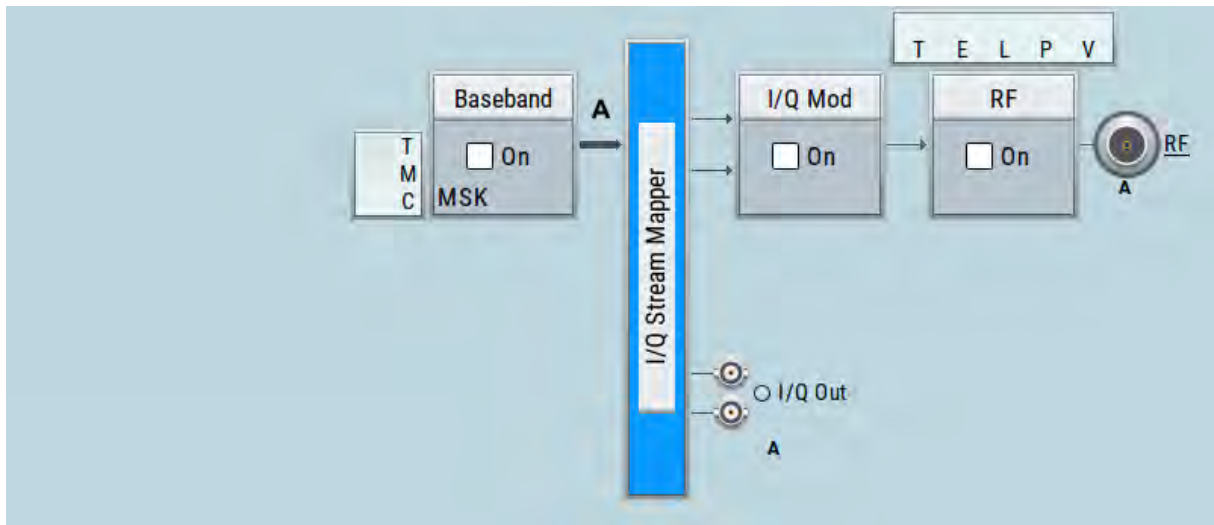 T E L P V
Baseband
On
T
M
C
MSK
A
I/Q Stream Mapper
I/Q Mod
On
RF
On
RF
A
I/Q Out
A